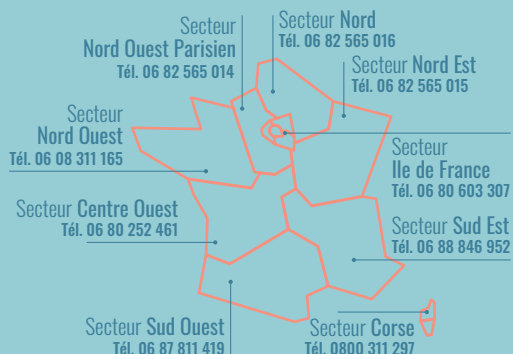 Secteur
Nord Ouest Parisien
Tél. 06 82 565 014
Secteur Nord
Tél. 06 82 565 016
Secteur Nord Est
Tél. 06 82 565 015
Secteur
Nord Ouest
Tél. 06 08 311 165
Secteur
Ile de France
Tél. 06 80 603 307
Secteur Centre Ouest
Tél. 06 80 252 461
Secteur Sud Est
Tél. 06 88 846 952
Secteur Sud Ouest
Tél. 06 87 811 419
Secteur Corse
Tél. 0800 311 297